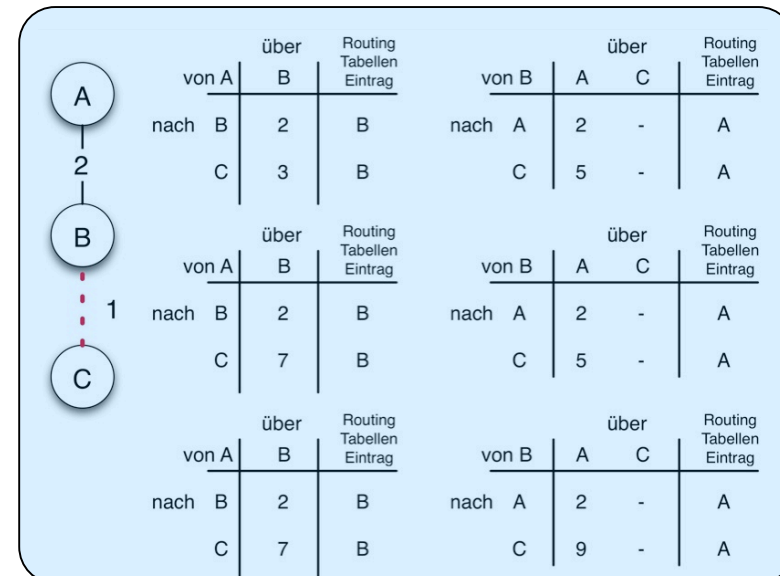 A
2
B
1
C
über Routing Tabellen Eintrag
von A B
nach B 2 B
C 3 B
über Routing Tabellen Eintrag
von B A C
nach A 2 - A
C 5 - A
über Routing Tabellen Eintrag
von A B
nach B 2 B
C 7 B
über Routing Tabellen Eintrag
von B A C
nach A 2 - A
C 5 - A
über Routing Tabellen Eintrag
von A B
nach B 2 B
C 7 B
über Routing Tabellen Eintrag
von B A C
nach A 2 - A
C 9 - A